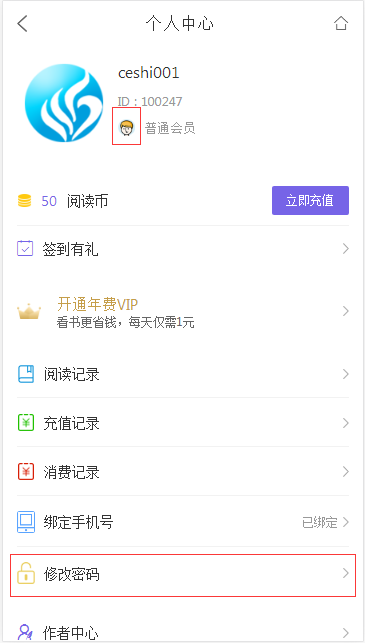 个人中心
ceshi001
ID : 100247
普通会员
50 阅读币
立即充值
签到有礼
开通年费VIP
看书更省钱，每天仅需1元
阅读记录
充值记录
消费记录
绑定手机号
已绑定
修改密码
作者中心